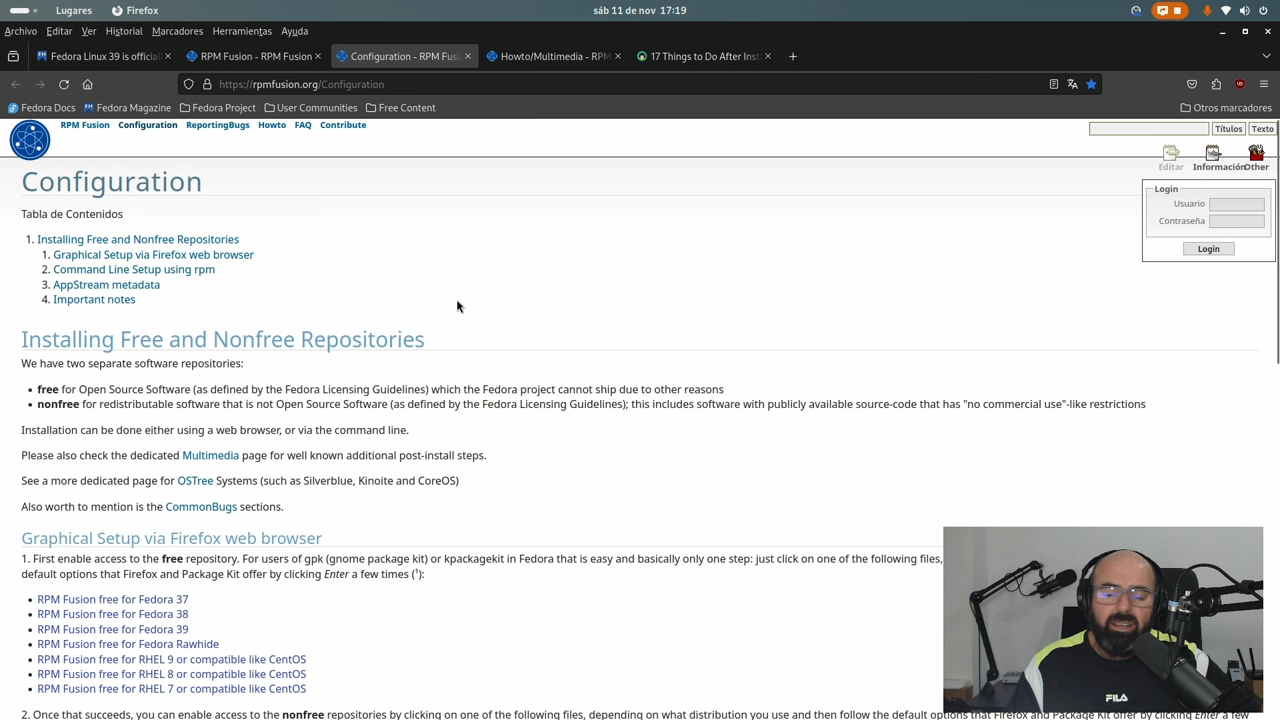 Lugares Firefox sáb 11 de nov 17:19
Archivo Editar Ver Historial Marcadores Herramientas Ayuda
Fedora Linux 39 is official RPM Fusion - RPM Fusion Configuration - RPM Fusi Howto/Multimedia - RPM 17 Things to Do After Inst
https://rpmfusion.org/Configuration
Fedora Docs Fedora Magazine Fedora Project User Communities Free Content Otros marcadores
RPM Fusion Configuration ReportingBugs Howto FAQ Contribute Títulos Texto
Editar Información Other
Configuration
Login
Usuario
Contraseña
Login
Tabla de Contenidos
1. Installing Free and Nonfree Repositories
1. Graphical Setup via Firefox web browser
2. Command Line Setup using rpm
3. AppStream metadata
4. Important notes
Installing Free and Nonfree Repositories
We have two separate software repositories:
• free for Open Source Software (as defined by the Fedora Licensing Guidelines) which the Fedora project cannot ship due to other reasons
• nonfree for redistributable software that is not Open Source Software (as defined by the Fedora Licensing Guidelines); this includes software with publicly available source-code that has "no commercial use"-like restrictions
Installation can be done either using a web browser, or via the command line.
Please also check the dedicated Multimedia page for well known additional post-install steps.
See a more dedicated page for OSTree Systems (such as Silverblue, Kinoite and CoreOS)
Also worth to mention is the CommonBugs sections.
Graphical Setup via Firefox web browser
1. First enable access to the free repository. For users of gpk (gnome package kit) or kpackagekit in Fedora that is easy and basically only one step: just click on one of the following files,
default options that Firefox and Package Kit offer by clicking Enter a few times (¹):
• RPM Fusion free for Fedora 37
• RPM Fusion free for Fedora 38
• RPM Fusion free for Fedora 39
• RPM Fusion free for Fedora Rawhide
• RPM Fusion free for RHEL 9 or compatible like CentOS
• RPM Fusion free for RHEL 8 or compatible like CentOS
• RPM Fusion free for RHEL 7 or compatible like CentOS
2. Once that succeeds, you can enable access to the nonfree repositories by clicking on one of the following files, depending on what distribution you use and then follow the default options that Firefox and Package Kit offer by clicking Enter a few
FILA